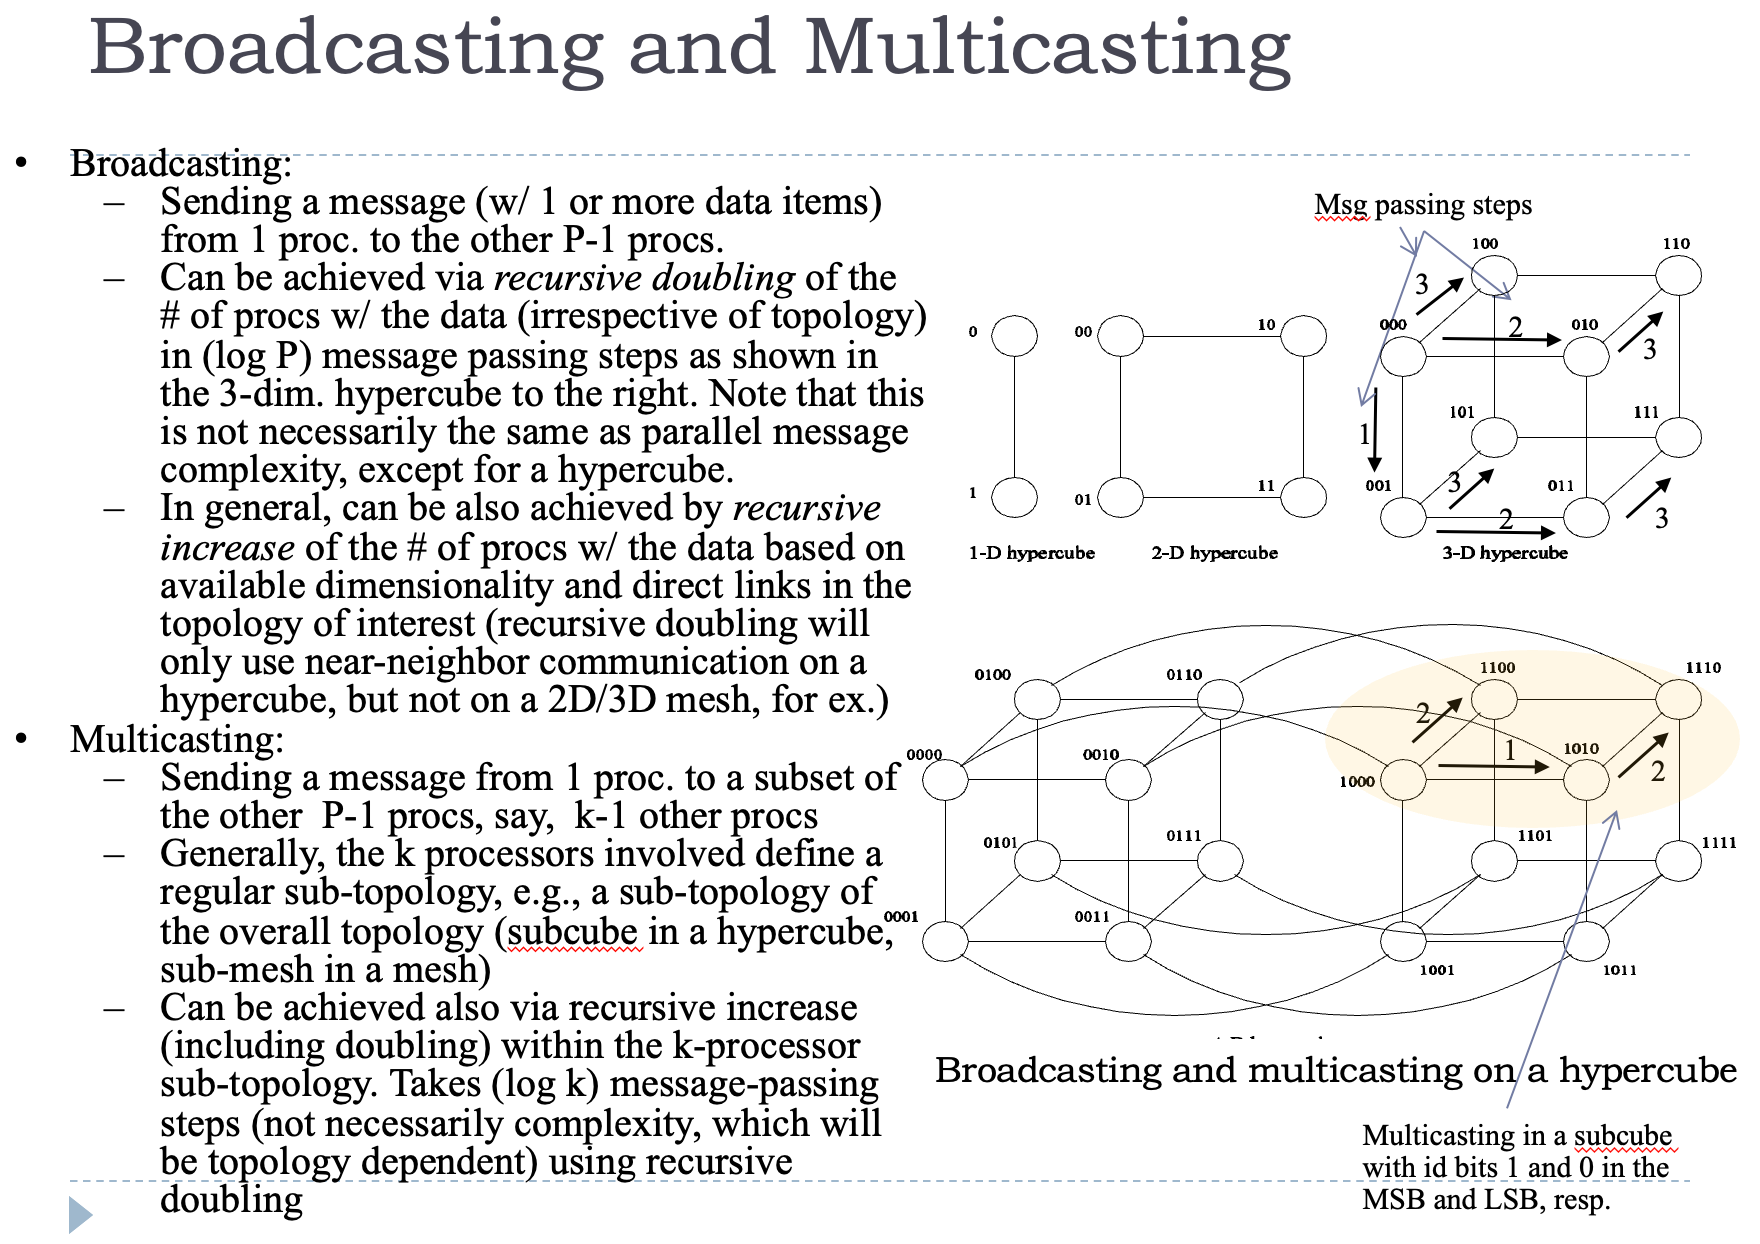 Broadcasting and Multicasting
• Broadcasting:
– Sending a message (w/ 1 or more data items)
from 1 proc. to the other P-1 procs.
– Can be achieved via recursive doubling of the
# of procs w/ the data (irrespective of topology)
in (log P) message passing steps as shown in
the 3-dim. hypercube to the right. Note that this
is not necessarily the same as parallel message
complexity, except for a hypercube.
– In general, can be also achieved by recursive
increase of the # of procs w/ the data based on
available dimensionality and direct links in the
topology of interest (recursive doubling will
only use near-neighbor communication on a
hypercube, but not on a 2D/3D mesh, for ex.)
• Multicasting:
– Sending a message from 1 proc. to a subset of
the other P-1 procs, say, k-1 other procs
– Generally, the k processors involved define a
regular sub-topology, e.g., a sub-topology of
the overall topology (subcube in a hypercube,
sub-mesh in a mesh)
– Can be achieved also via recursive increase
(including doubling) within the k-processor
sub-topology. Takes (log k) message-passing
steps (not necessarily complexity, which will
be topology dependent) using recursive
doubling
Msg passing steps
100
110
3
0
00
10
000
2
010
3
101
111
1
1
01
11
001
3
011
2
3
1-D hypercube
2-D hypercube
3-D hypercube
0100
0110
1100
1110
2
0000
0010
1000
1
1010
2
0101
0111
1101
1111
0001
0011
1001
1011
Broadcasting and multicasting on a hypercube
Multicasting in a subcube
with id bits 1 and 0 in the
MSB and LSB, resp.